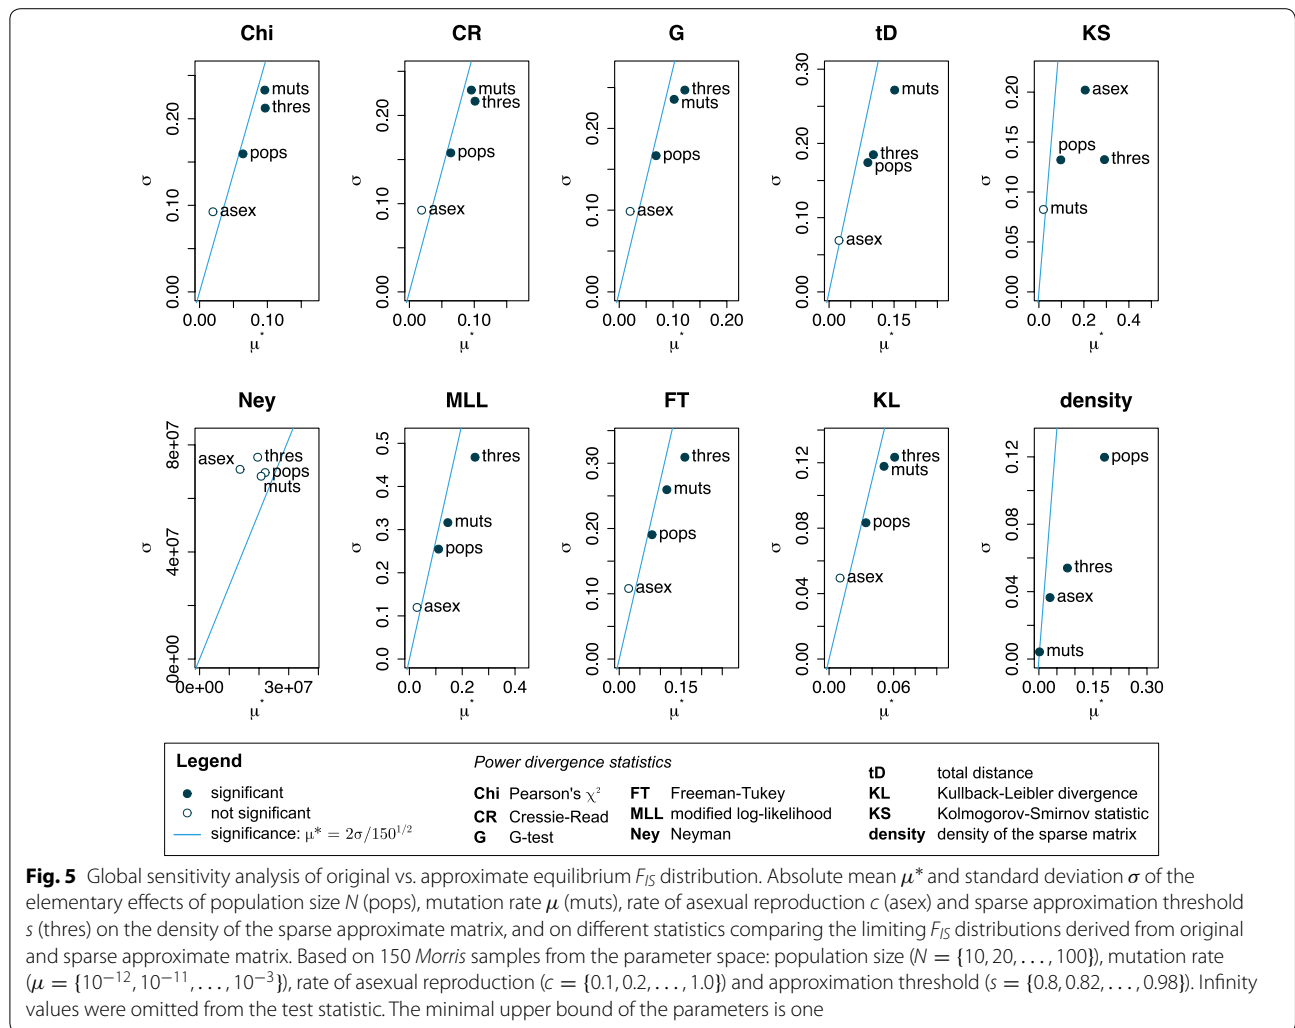 Chi
CR
G
tD
KS
σ
0.00 0.10 0.20
muts
thres
pops
asex
0.00 0.10
μ*
σ
0.00 0.10 0.20
muts
thres
pops
asex
0.00 0.10
μ*
σ
0.00 0.10 0.20
thres
muts
pops
asex
0.00 0.10 0.20
μ*
σ
0.00 0.10 0.20 0.30
muts
thres
pops
asex
0.00 0.15
μ*
σ
0.00 0.05 0.10 0.15 0.20
asex
pops
thres
muts
0.0 0.2 0.4
μ*
Ney
MLL
FT
KL
density
σ
0e+00 4e+07 8e+07
asex
thres
pops
muts
0e+00 3e+07
μ*
σ
0.0 0.1 0.2 0.3 0.4 0.5
thres
muts
pops
asex
0.0 0.2 0.4
μ*
σ
0.00 0.10 0.20 0.30
thres
muts
pops
asex
0.00 0.15
μ*
σ
0.00 0.04 0.08 0.12
thres
muts
pops
asex
0.00 0.06
μ*
σ
0.00 0.04 0.08 0.12
pops
thres
asex
muts
0.00 0.15 0.30
μ*
Legend
significant
not significant
significance: μ* = 2σ/150^{1/2}
Power divergence statistics
Chi Pearson's χ²
CR Cressie-Read
G G-test
FT Freeman-Tukey
MLL modified log-likelihood
Ney Neyman
tD total distance
KL Kullback-Leibler divergence
KS Kolmogorov-Smirnov statistic
density density of the sparse matrix
Fig. 5 Global sensitivity analysis of original vs. approximate equilibrium F_{IS} distribution. Absolute mean μ* and standard deviation σ of the
elementary effects of population size N (pops), mutation rate μ (muts), rate of asexual reproduction c (asex) and sparse approximation threshold
s (thres) on the density of the sparse approximate matrix, and on different statistics comparing the limiting F_{IS} distributions derived from original
and sparse approximate matrix. Based on 150 Morris samples from the parameter space: population size (N = {10, 20, . . . , 100}), mutation rate
(μ = {10^{−12}, 10^{−11}, . . . , 10^{−3}}), rate of asexual reproduction (c = {0.1, 0.2, . . . , 1.0}) and approximation threshold (s = {0.8, 0.82, . . . , 0.98}). Infinity
values were omitted from the test statistic. The minimal upper bound of the parameters is one